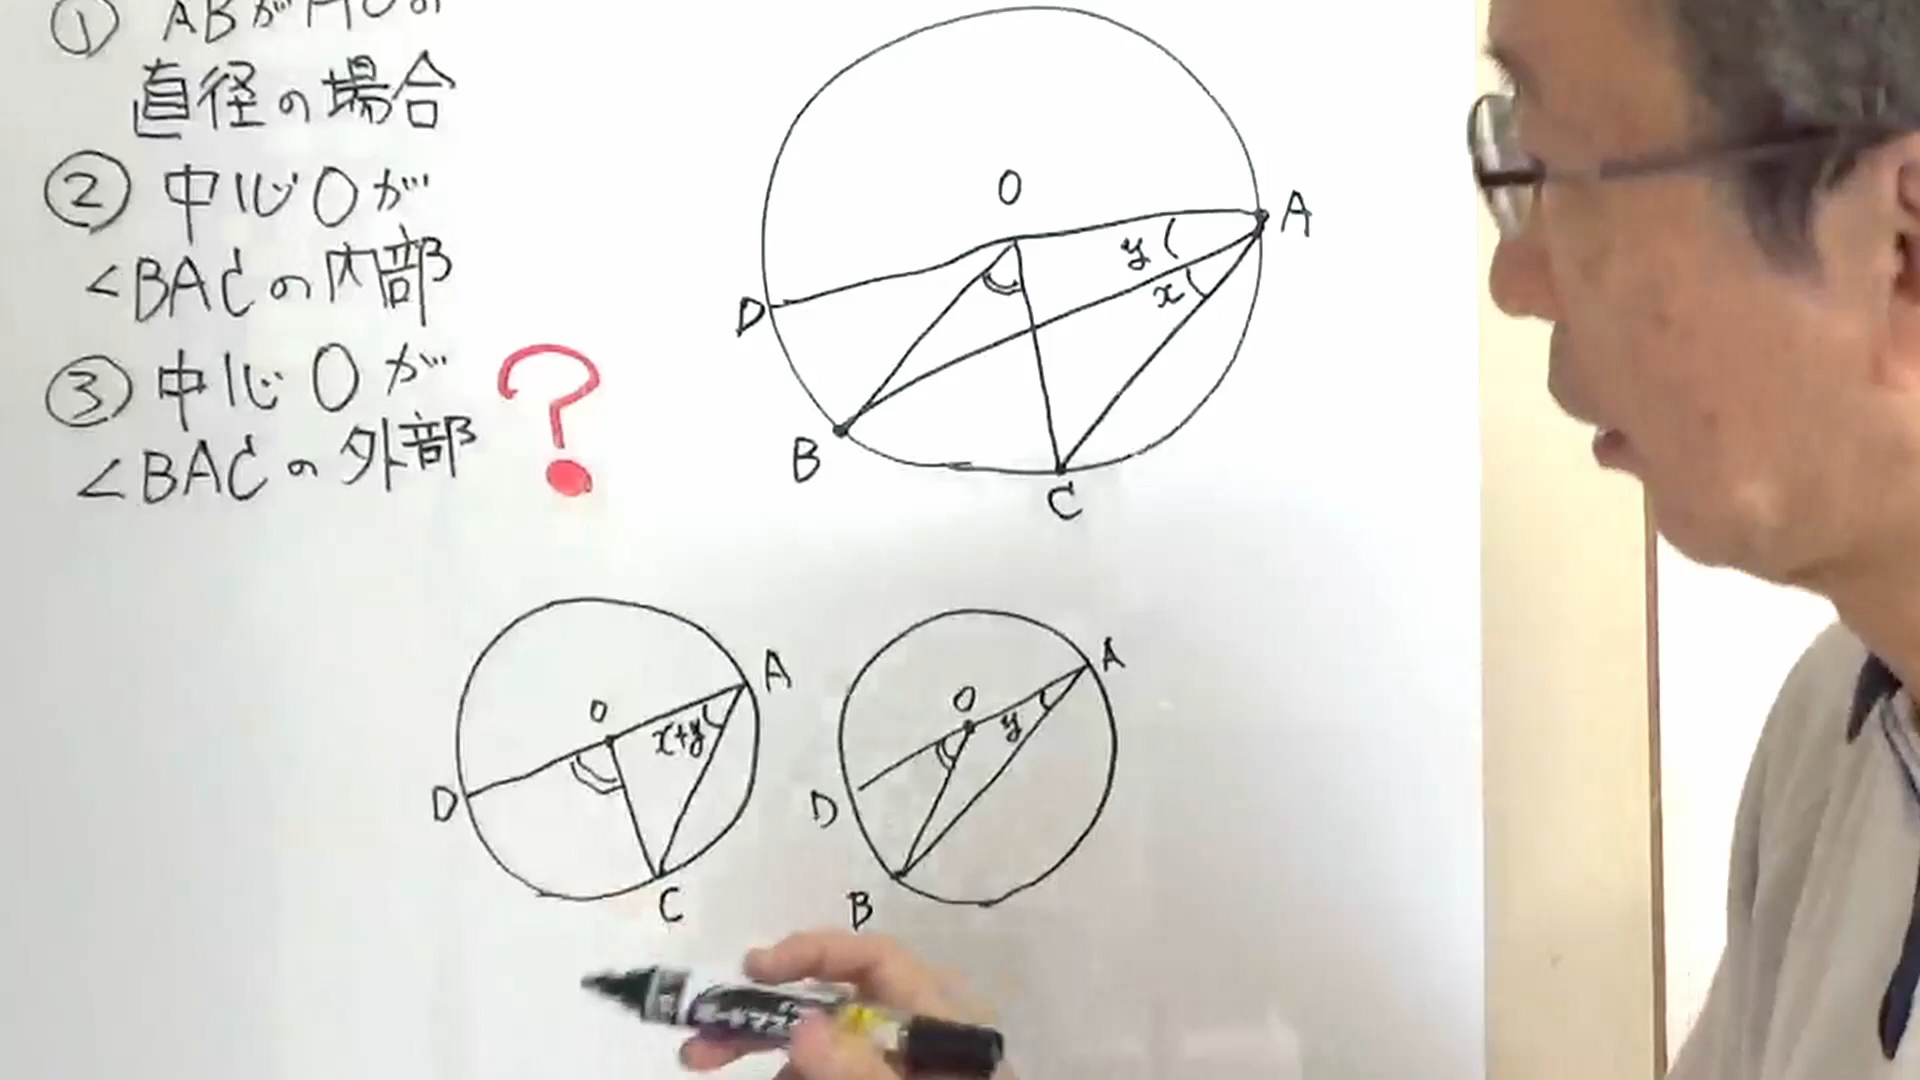 ① ABが円Oの
直径の場合
② 中心Oが
∠BACの内部
③ 中心Oが
∠BACの外部
?
O
A
y
x
D
B
C
A
O
x+y
D
C
A
O
y
D
B